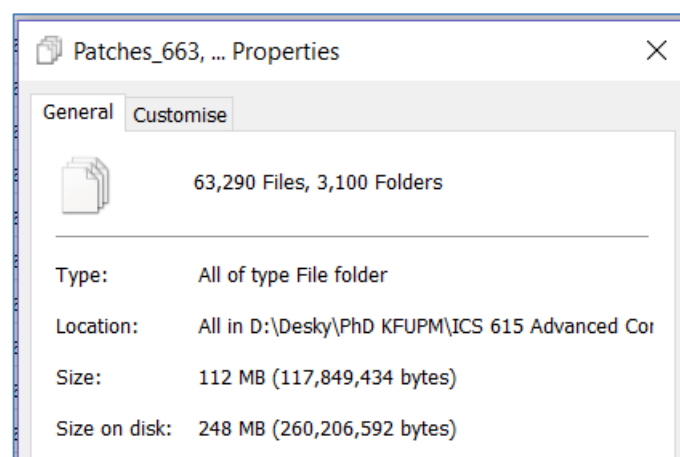 Patches_663, ... Properties
General Customise
63,290 Files, 3,100 Folders
Type: All of type File folder
Location: All in D:\Desky\PhD KFUPM\ICS 615 Advanced Cor
Size: 112 MB (117,849,434 bytes)
Size on disk: 248 MB (260,206,592 bytes)